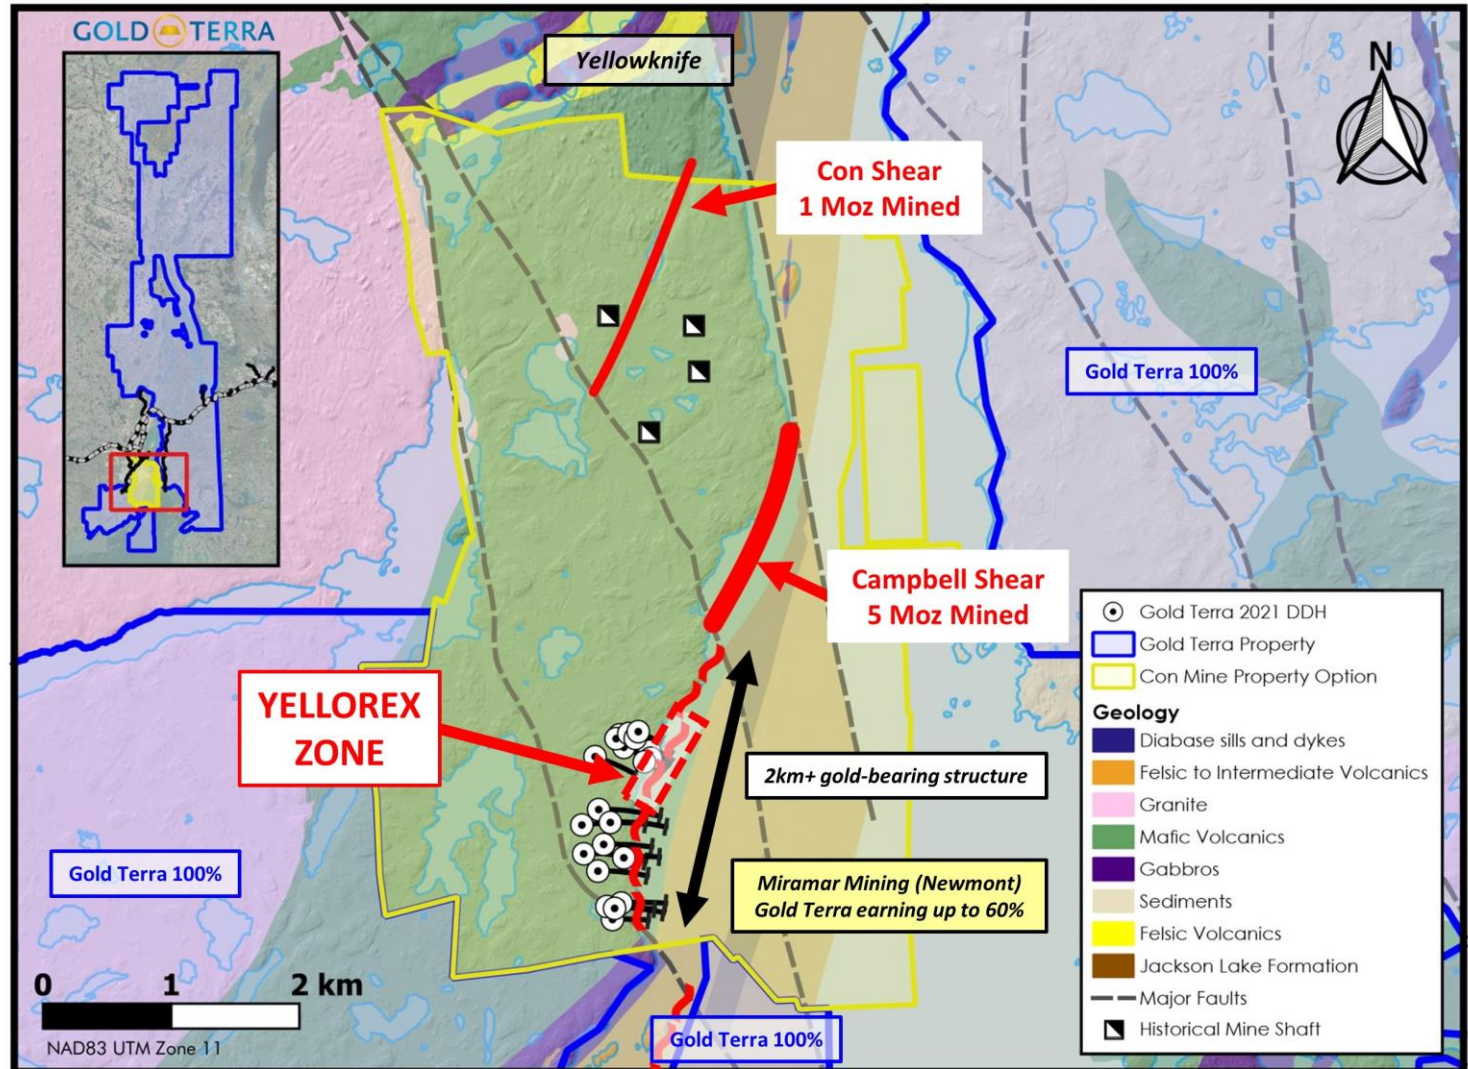 GOLD TERRA
Yellowknife
N
Con Shear
1 Moz Mined
Gold Terra 100%
Campbell Shear
5 Moz Mined
YELLOREX
ZONE
2km+ gold-bearing structure
Gold Terra 100%
Miramar Mining (Newmont)
Gold Terra earning up to 60%
Gold Terra 100%
0 1 2 km
NAD83 UTM Zone 11
Gold Terra 2021 DDH
Gold Terra Property
Con Mine Property Option
Geology
Diabase sills and dykes
Felsic to Intermediate Volcanics
Granite
Mafic Volcanics
Gabbros
Sediments
Felsic Volcanics
Jackson Lake Formation
Major Faults
Historical Mine Shaft